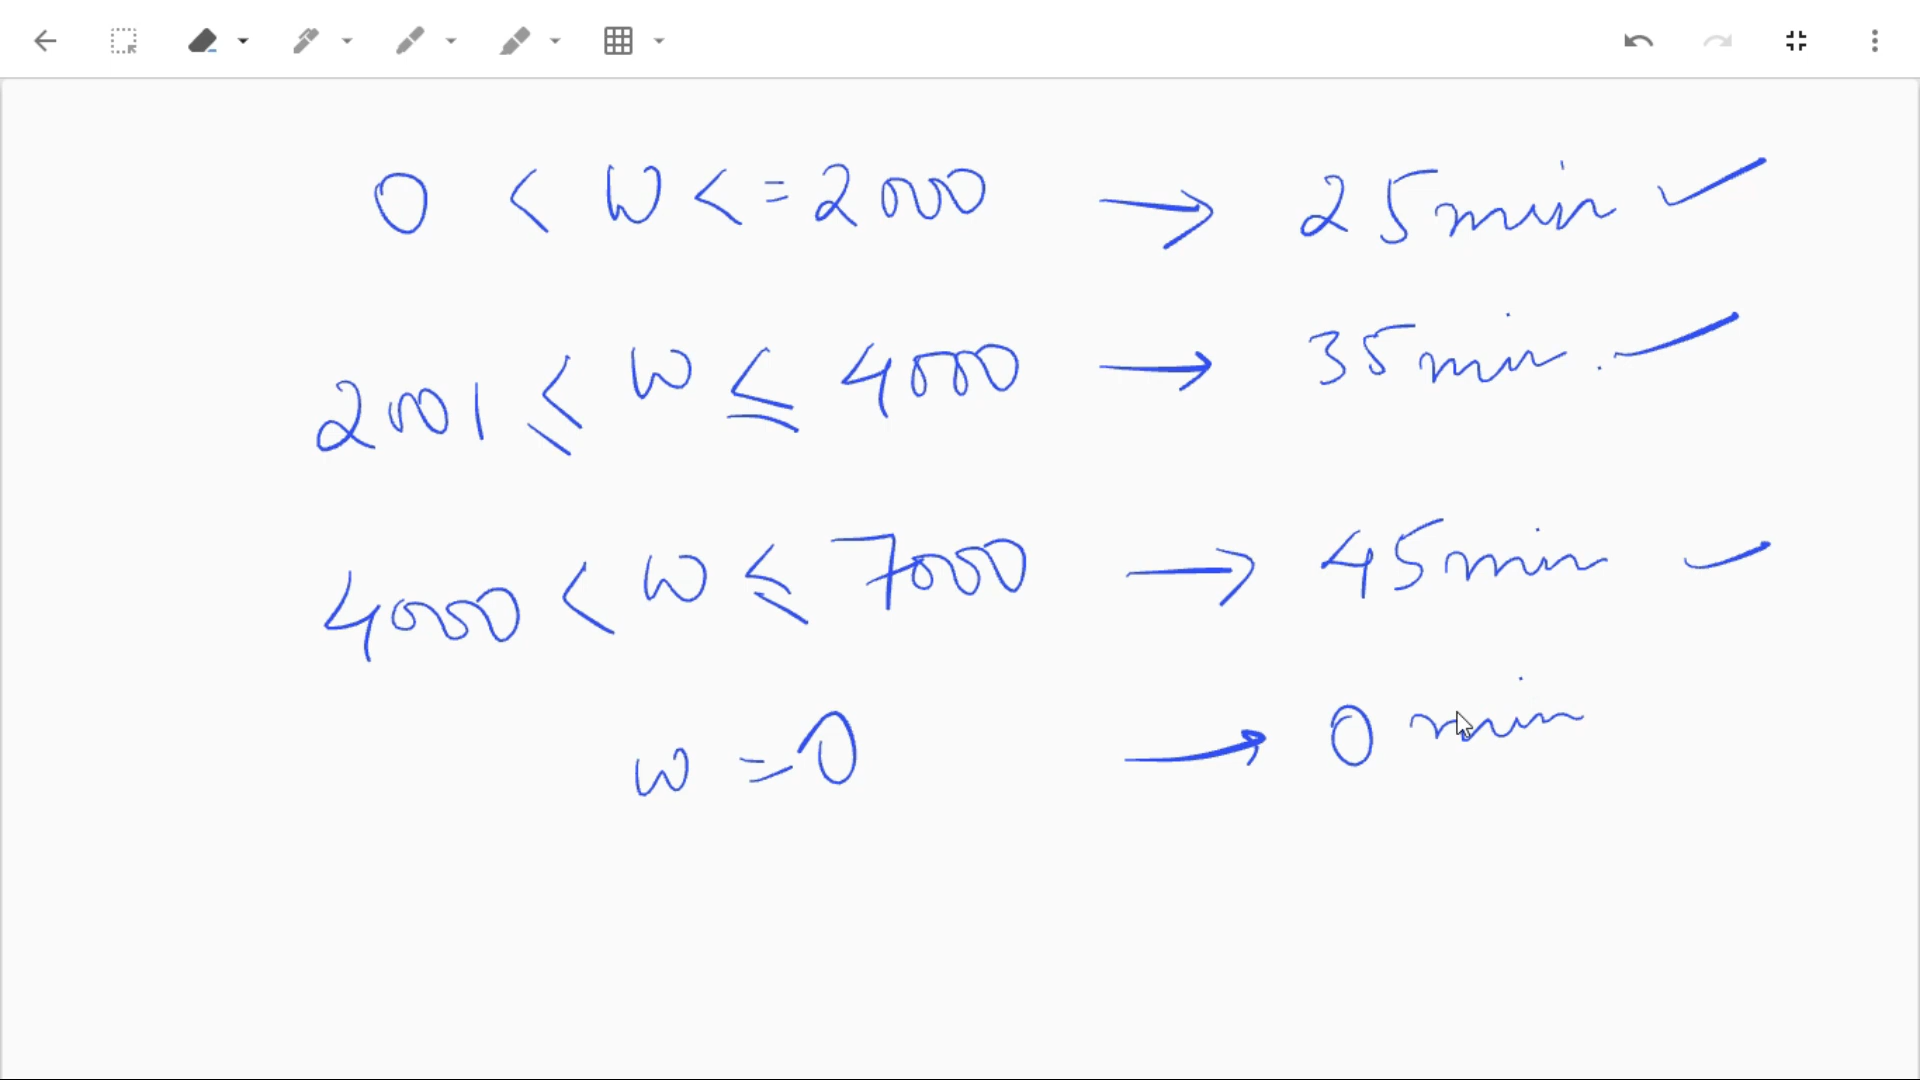 0 < W <= 2000 → 25 min ✓
2001 ≤ W ≤ 4000 → 35 min. ✓
4000 < W ≤ 7000 → 45 min ✓
W = 0 → 0 min